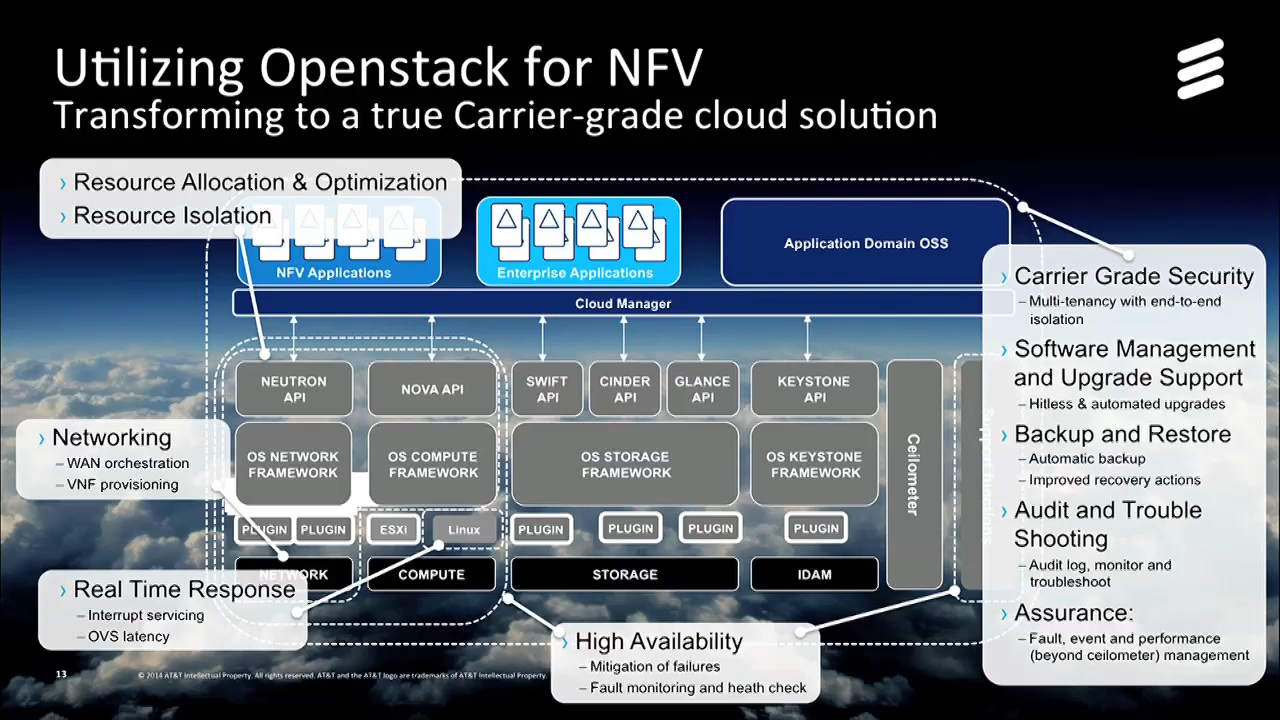 Utilizing Openstack for NFV
Transforming to a true Carrier-grade cloud solution
› Resource Allocation & Optimization
› Resource Isolation
NFV Applications
Enterprise Applications
Application Domain OSS
Cloud Manager
NEUTRON
API
NOVA API
SWIFT
API
CINDER
API
GLANCE
API
KEYSTONE
API
OS NETWORK
FRAMEWORK
OS COMPUTE
FRAMEWORK
OS STORAGE
FRAMEWORK
OS KEYSTONE
FRAMEWORK
Ceilometer
Support functions
PLUGIN
PLUGIN
ESXi
Linux
PLUGIN
PLUGIN
PLUGIN
PLUGIN
NETWORK
COMPUTE
STORAGE
IDAM
› Networking
– WAN orchestration
– VNF provisioning
› Real Time Response
– Interrupt servicing
– OVS latency
› High Availability
– Mitigation of failures
– Fault monitoring and heath check
› Carrier Grade Security
– Multi-tenancy with end-to-end
isolation
› Software Management
and Upgrade Support
– Hitless & automated upgrades
› Backup and Restore
– Automatic backup
– Improved recovery actions
› Audit and Trouble
Shooting
– Audit log, monitor and
troubleshoot
› Assurance:
– Fault, event and performance
(beyond ceilometer) management
13
© 2014 AT&T Intellectual Property. All rights reserved. AT&T and the AT&T logo are trademarks of AT&T Intellectual Property.